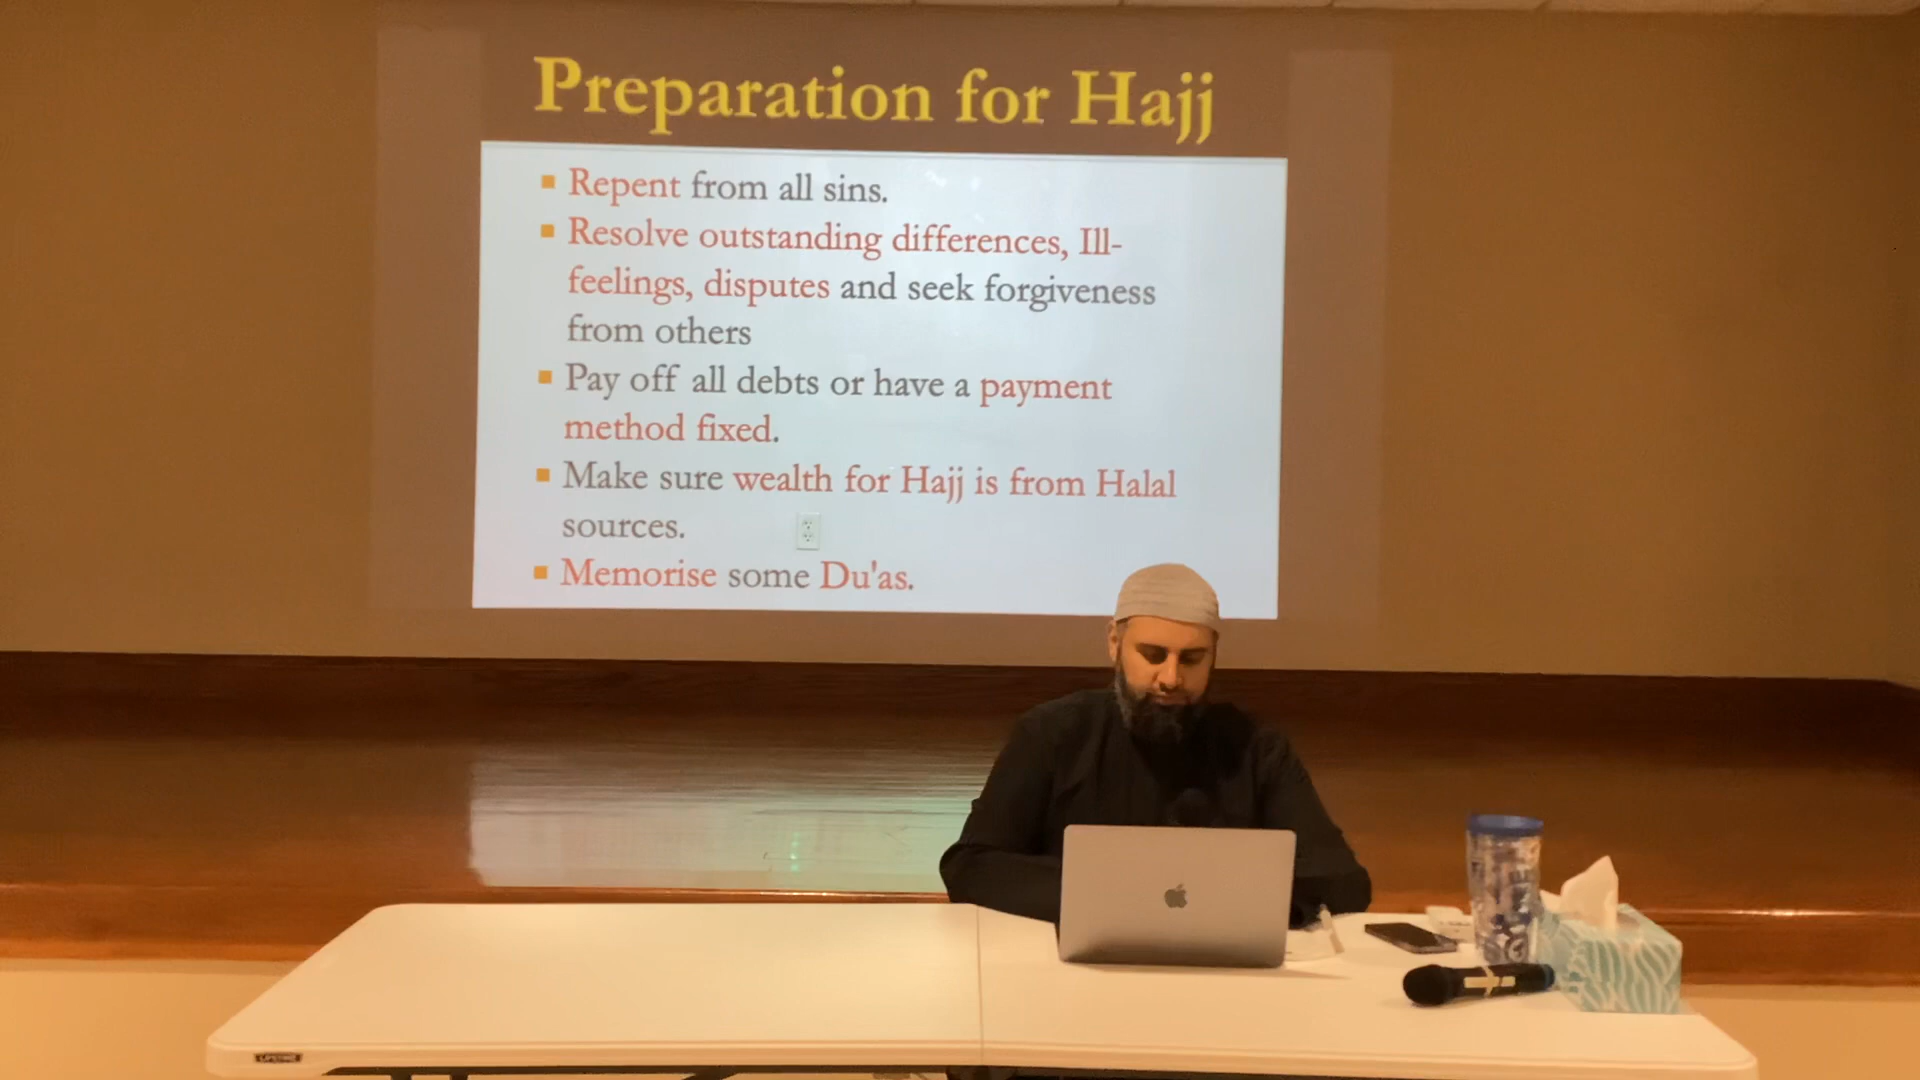 Preparation for Hajj
Repent from all sins.
Resolve outstanding differences, Ill-
feelings, disputes and seek forgiveness
from others
Pay off all debts or have a payment
method fixed.
Make sure wealth for Hajj is from Halal
sources.
Memorise some Du'as.
LIFETIME